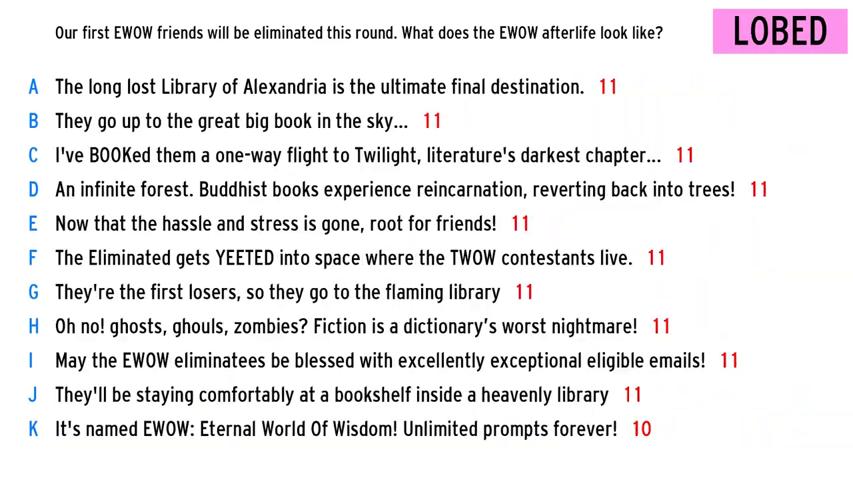 Our first EWOW friends will be eliminated this round. What does the EWOW afterlife look like?
LOBED
A The long lost Library of Alexandria is the ultimate final destination. 11
B They go up to the great big book in the sky... 11
C I've BOOKed them a one-way flight to Twilight, literature's darkest chapter... 11
D An infinite forest. Buddhist books experience reincarnation, reverting back into trees! 11
E Now that the hassle and stress is gone, root for friends! 11
F The Eliminated gets YEETED into space where the TWOW contestants live. 11
G They're the first losers, so they go to the flaming library 11
H Oh no! ghosts, ghouls, zombies? Fiction is a dictionary’s worst nightmare! 11
I May the EWOW eliminatees be blessed with excellently exceptional eligible emails! 11
J They'll be staying comfortably at a bookshelf inside a heavenly library 11
K It's named EWOW: Eternal World Of Wisdom! Unlimited prompts forever! 10